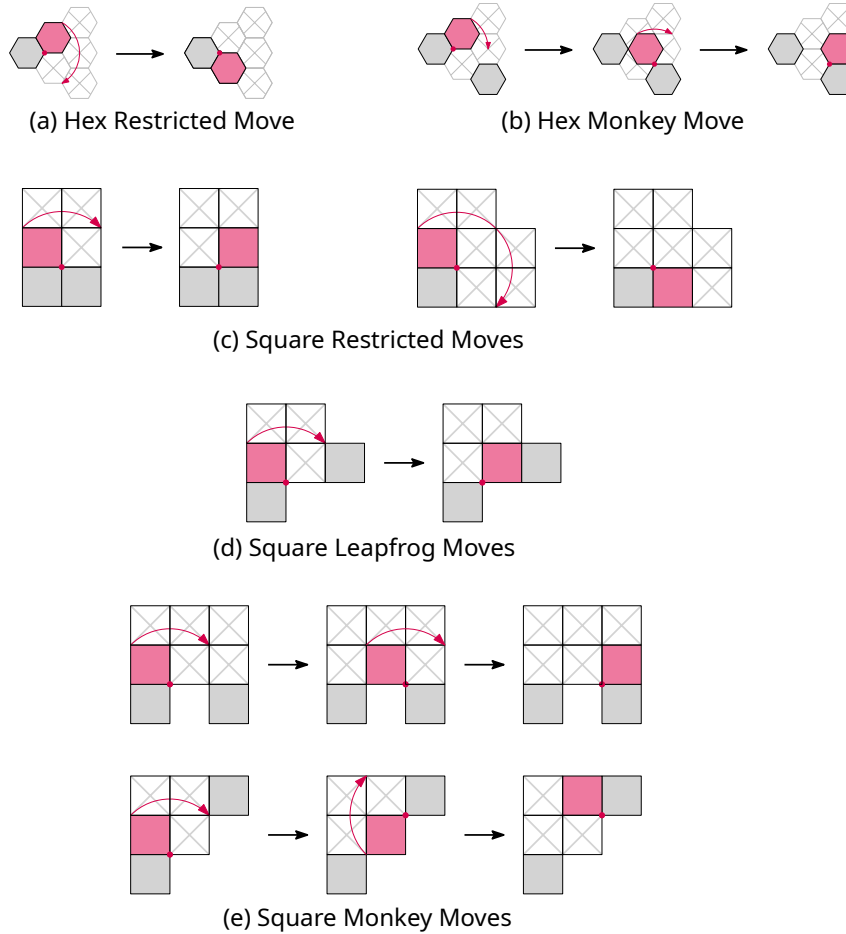 (a) Hex Restricted Move
(b) Hex Monkey Move
(c) Square Restricted Moves
(d) Square Leapfrog Moves
(e) Square Monkey Moves